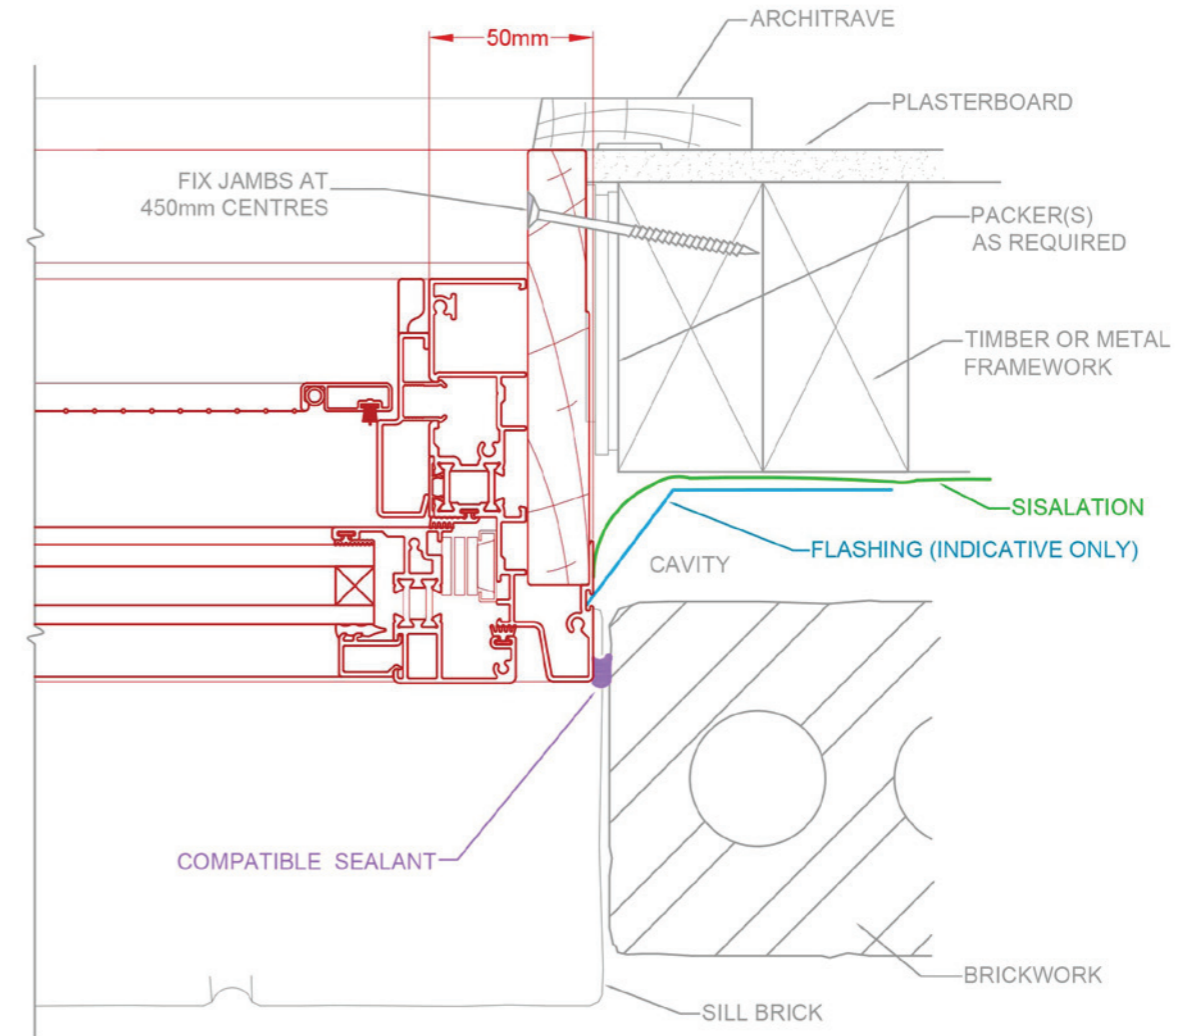 ARCHITRAVE
50mm
PLASTERBOARD
FIX JAMBS AT
450mm CENTRES
PACKER(S)
AS REQUIRED
TIMBER OR METAL
FRAMEWORK
SISALATION
FLASHING (INDICATIVE ONLY)
CAVITY
COMPATIBLE SEALANT
BRICKWORK
SILL BRICK